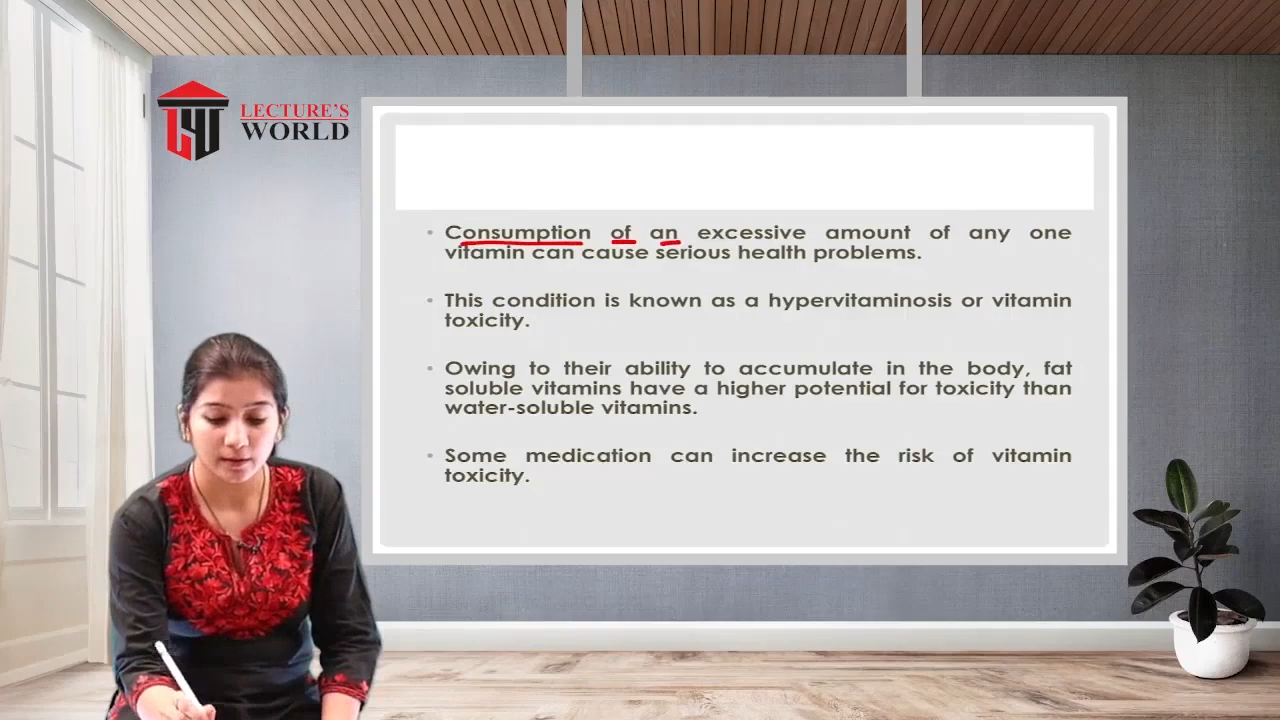 LECTURE'S
WORLD
• Consumption of an excessive amount of any one
vitamin can cause serious health problems.
• This condition is known as a hypervitaminosis or vitamin
toxicity.
• Owing to their ability to accumulate in the body, fat
soluble vitamins have a higher potential for toxicity than
water-soluble vitamins.
• Some medication can increase the risk of vitamin
toxicity.